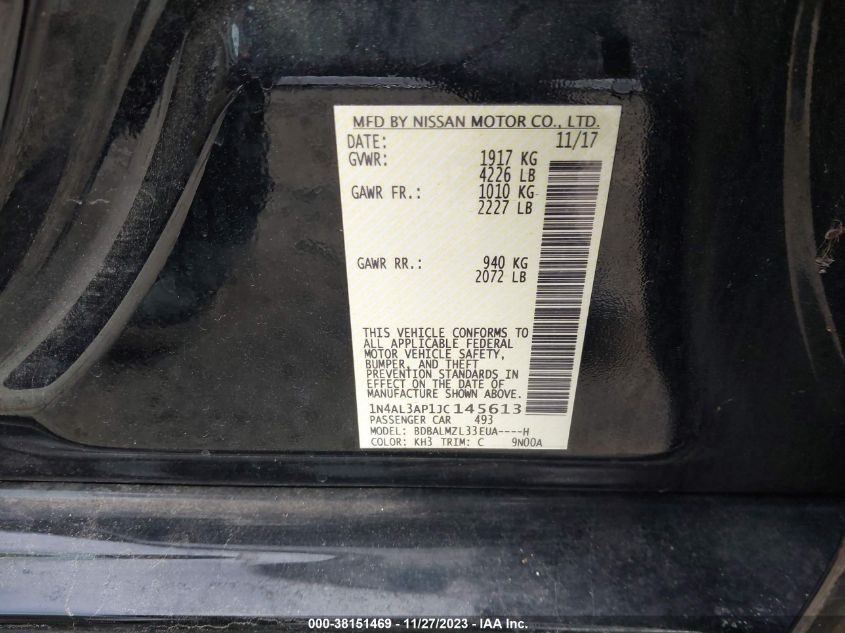 MFD BY NISSAN MOTOR CO., LTD.
DATE: 11/17
GVWR: 1917 KG
4226 LB
GAWR FR.: 1010 KG
2227 LB
GAWR RR.: 940 KG
2072 LB
THIS VEHICLE CONFORMS TO
ALL APPLICABLE FEDERAL
MOTOR VEHICLE SAFETY,
BUMPER, AND THEFT
PREVENTION STANDARDS IN
EFFECT ON THE DATE OF
MANUFACTURE SHOWN ABOVE.
1N4AL3AP1JC145613
PASSENGER CAR 493
MODEL: BDBALMZL33EUA----H
COLOR: KH3 TRIM: C 9N00A
000-38151469 - 11/27/2023 - IAA Inc.